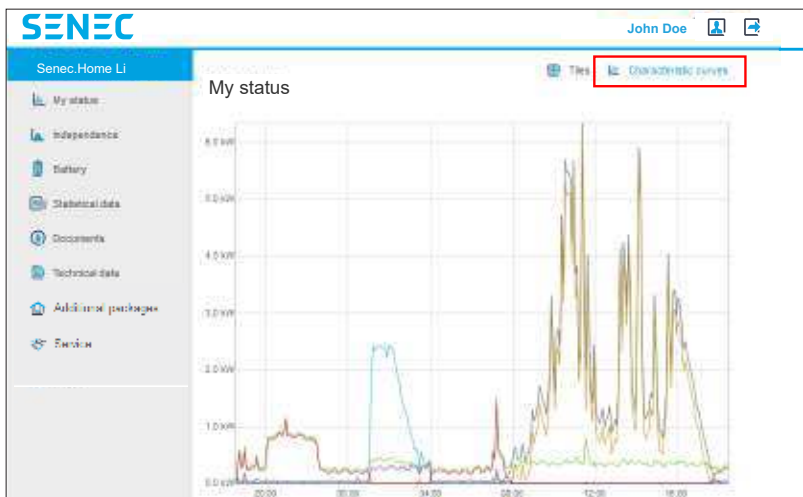 SENEC
John Doe
Senec.Home Li
Tiles Characteristic curves
My status
My status
Independence
Battery
Statistical data
Documents
Technical data
Additional packages
Service
6.0 kW
5.0 kW
4.0 kW
3.0 kW
2.0 kW
1.0 kW
0.0 kW
20:00 00:00 04:00 08:00 12:00 16:00